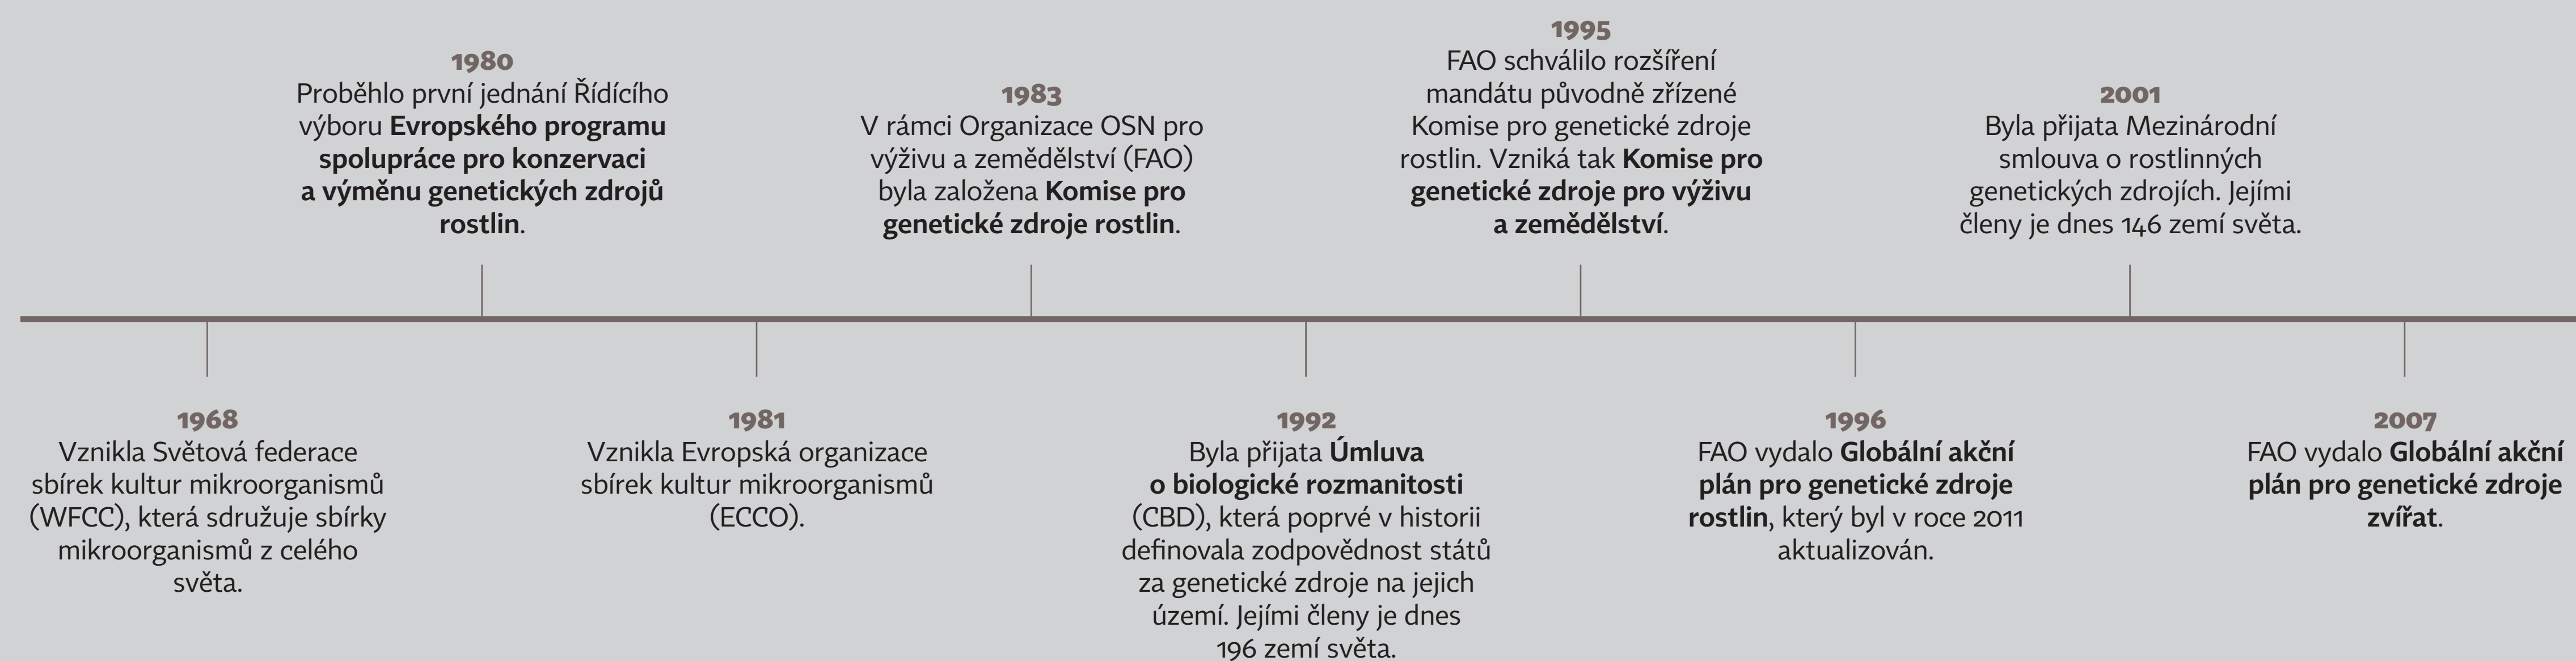 1980
Proběhlo první jednání Řídícího
výboru Evropského programu
spolupráce pro konzervaci
a výměnu genetických zdrojů
rostlin.
1983
V rámci Organizace OSN pro
výživu a zemědělství (FAO)
byla založena Komise pro
genetické zdroje rostlin.
1995
FAO schválilo rozšíření
mandátu původně zřízené
Komise pro genetické zdroje
rostlin. Vzniká tak Komise pro
genetické zdroje pro výživu
a zemědělství.
2001
Byla přijata Mezinárodní
smlouva o rostlinných
genetických zdrojích. Jejími
členy je dnes 146 zemí světa.
1968
Vznikla Světová federace
sbírek kultur mikroorganismů
(WFCC), která sdružuje sbírky
mikroorganismů z celého
světa.
1981
Vznikla Evropská organizace
sbírek kultur mikroorganismů
(ECCO).
1992
Byla přijata Úmluva
o biologické rozmanitosti
(CBD), která poprvé v historii
definovala zodpovědnost států
za genetické zdroje na jejich
území. Jejími členy je dnes
196 zemí světa.
1996
FAO vydalo Globální akční
plán pro genetické zdroje
rostlin, který byl v roce 2011
aktualizován.
2007
FAO vydalo Globální akční
plán pro genetické zdroje
zvířat.